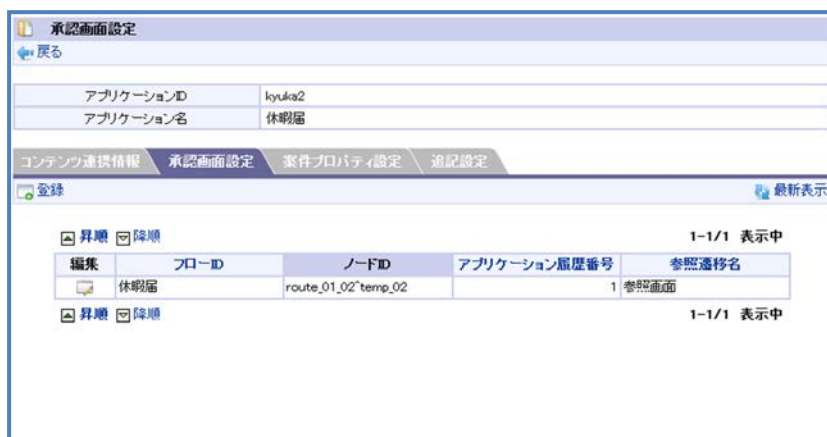 承認画面設定
戻る
アプリケーションID kyuka2
アプリケーション名 休暇届
コンテンツ連携情報 承認画面設定 案件プロパティ設定 追記設定
登録 最新表示
昇順 降順 1-1/1 表示中
編集 フローID ノードID アプリケーション履歴番号 参照遷移名
休暇届 route_01_02^temp_02 1 参照画面
昇順 降順 1-1/1 表示中